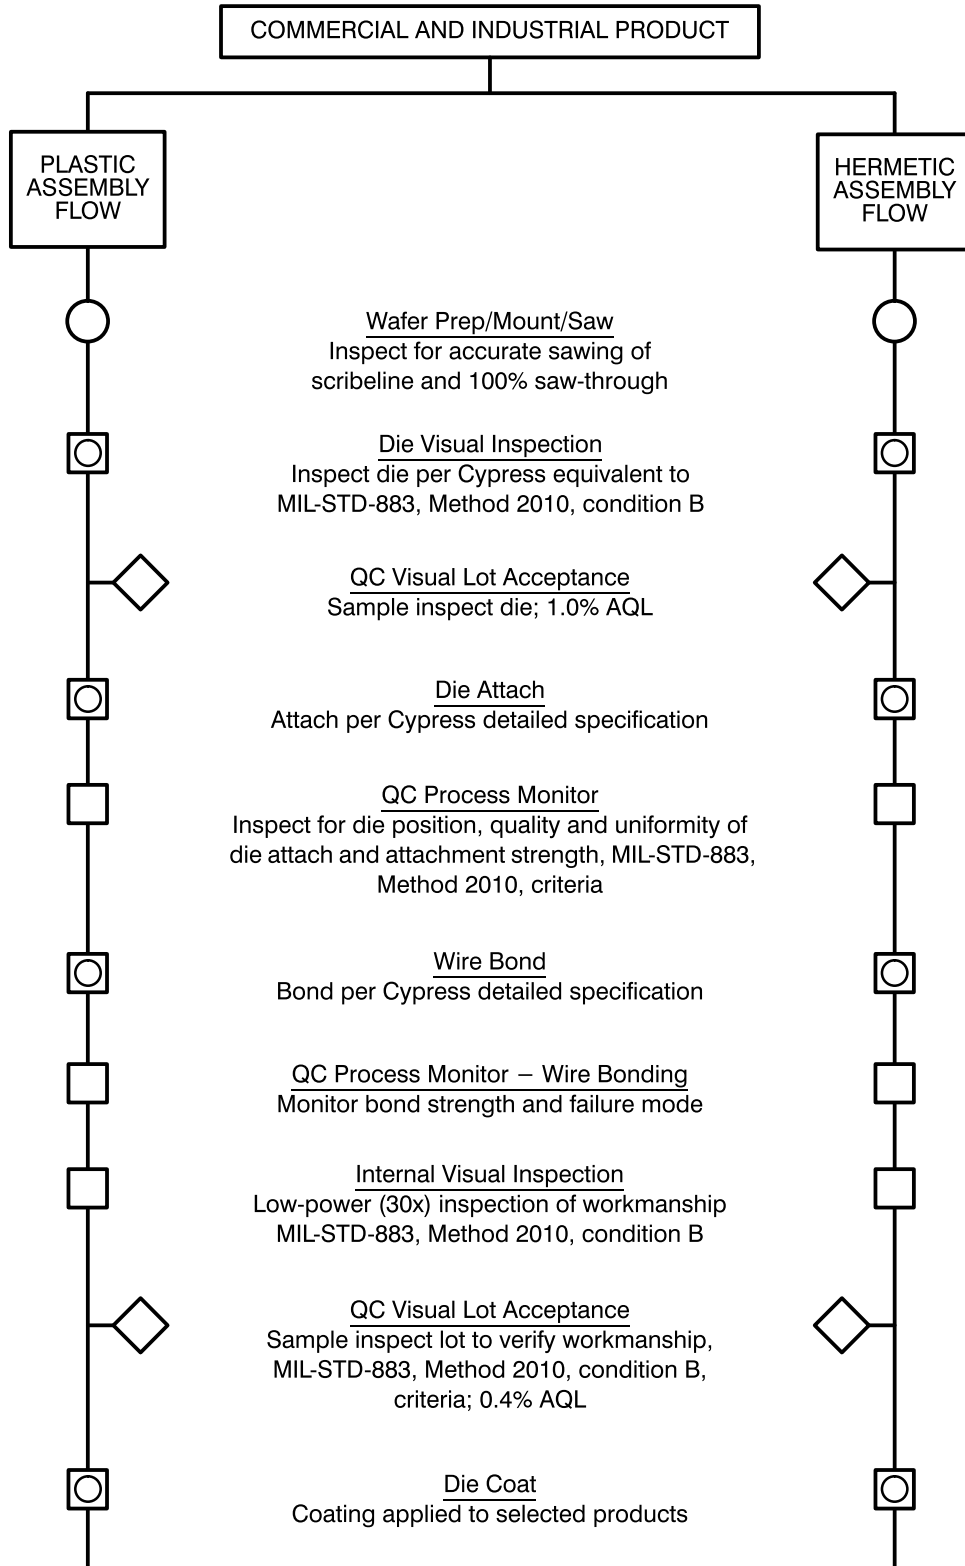 COMMERCIAL AND INDUSTRIAL PRODUCT
PLASTIC
ASSEMBLY
FLOW
HERMETIC
ASSEMBLY
FLOW
Wafer Prep/Mount/Saw
Inspect for accurate sawing of
scribeline and 100% saw-through
Die Visual Inspection
Inspect die per Cypress equivalent to
MIL-STD-883, Method 2010, condition B
QC Visual Lot Acceptance
Sample inspect die; 1.0% AQL
Die Attach
Attach per Cypress detailed specification
QC Process Monitor
Inspect for die position, quality and uniformity of
die attach and attachment strength, MIL-STD-883,
Method 2010, criteria
Wire Bond
Bond per Cypress detailed specification
QC Process Monitor − Wire Bonding
Monitor bond strength and failure mode
Internal Visual Inspection
Low-power (30x) inspection of workmanship
MIL-STD-883, Method 2010, condition B
QC Visual Lot Acceptance
Sample inspect lot to verify workmanship,
MIL-STD-883, Method 2010, condition B,
criteria; 0.4% AQL
Die Coat
Coating applied to selected products